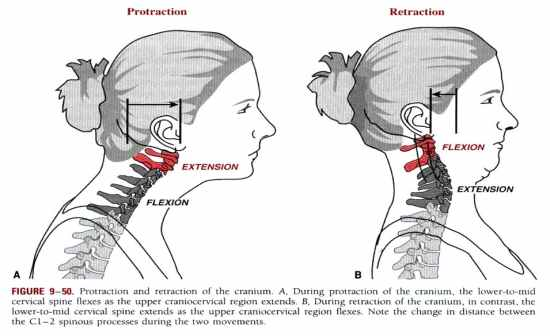 Protraction
Retraction
EXTENSION
FLEXION
A
FLEXION
EXTENSION
B
FIGURE 9–50. Protraction and retraction of the cranium. A, During protraction of the cranium, the lower-to-mid
cervical spine flexes as the upper craniocervical region extends. B, During retraction of the cranium, in contrast, the
lower-to-mid cervical spine extends as the upper craniocervical region flexes. Note the change in distance between
the C1–2 spinous processes during the two movements.